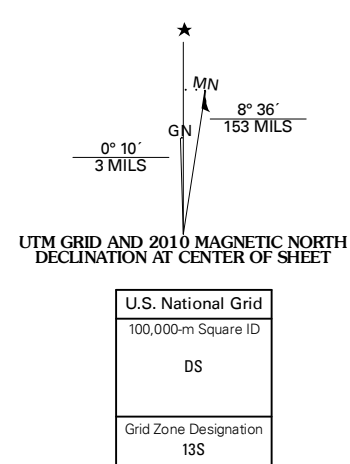 MN
GN
8° 36´
153 MILS
0° 10´
3 MILS
UTM GRID AND 2010 MAGNETIC NORTH
DECLINATION AT CENTER OF SHEET
U.S. National Grid
100,000-m Square ID
DS
Grid Zone Designation
13S